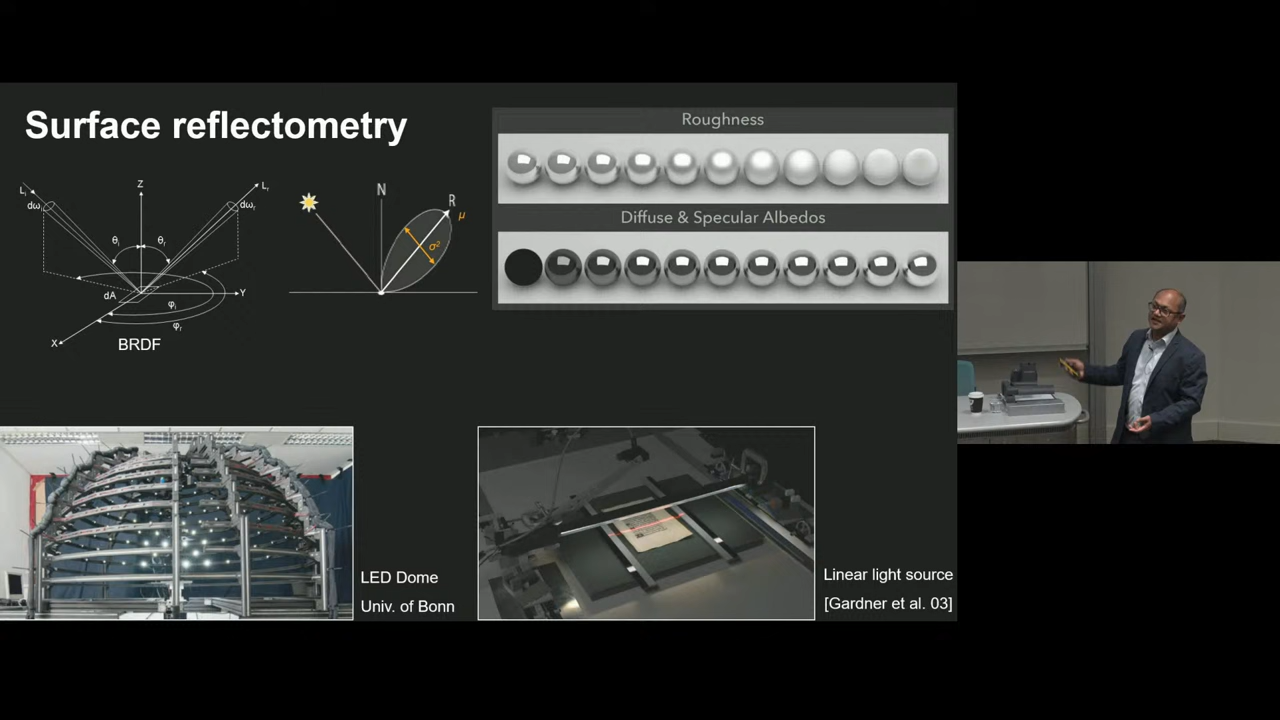 Surface reflectometry
Roughness
Diffuse & Specular Albedos
Z
Li
Lr
dωi
dωr
θi
θr
dA
Y
φi
φr
X
BRDF
N
R
μ
σ²
LED Dome
Univ. of Bonn
Linear light source
[Gardner et al. 03]